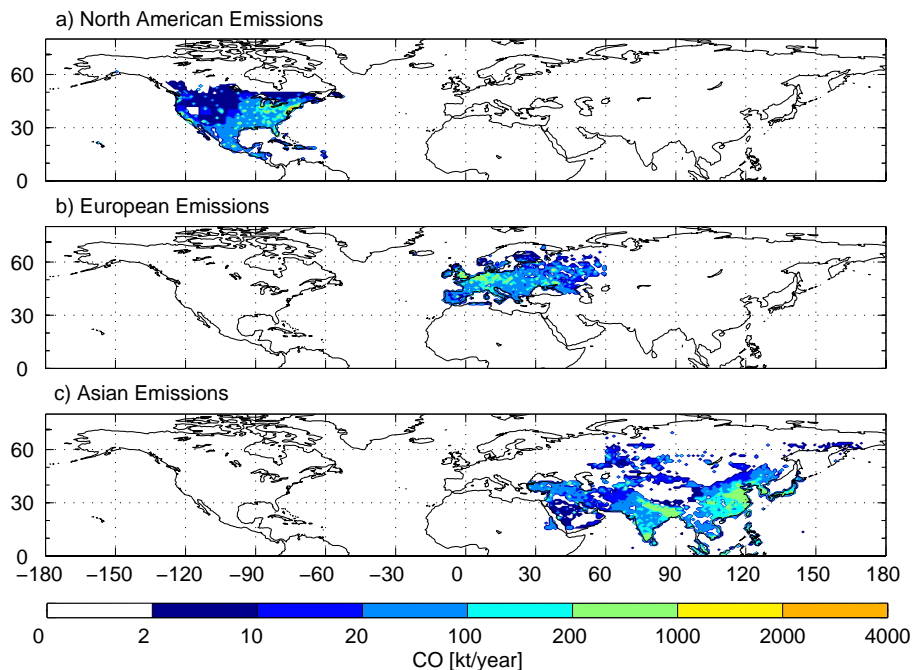 a) North American Emissions
60
30
0
b) European Emissions
60
30
0
c) Asian Emissions
60
30
0
−180 −150 −120 −90 −60 −30 0 30 60 90 120 150 180
0 2 10 20 100 200 1000 2000 4000
CO [kt/year]